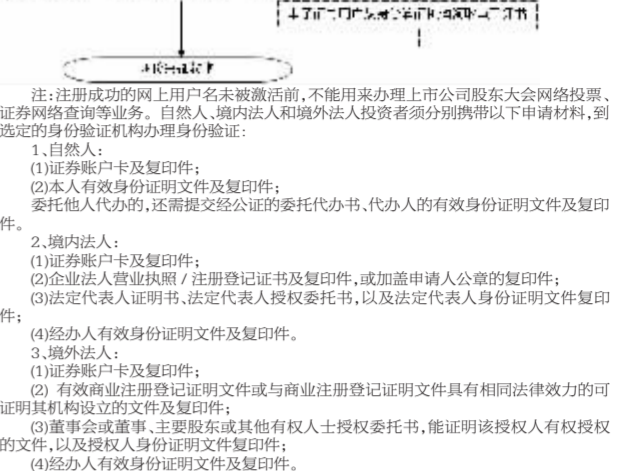 注:注册成功的网上用户名未被激活前,不能用来办理上市公司股东大会网络投票、
证券网络查询等业务。自然人、境内法人和境外法人投资者须分别携带以下申请材料,到
选定的身份验证机构办理身份验证:
1、自然人:
(1)证券账户卡及复印件;
(2)本人有效身份证明文件及复印件;
委托他人代办的,还需提交经公证的委托代办书、代办人的有效身份证明文件及复印
件。
2、境内法人:
(1)证券账户卡及复印件;
(2)企业法人营业执照 / 注册登记证书及复印件,或加盖申请人公章的复印件;
(3)法定代表人证明书、法定代表人授权委托书,以及法定代表人身份证明文件复印
件;
(4)经办人有效身份证明文件及复印件。
3、境外法人:
(1)证券账户卡及复印件;
(2) 有效商业注册登记证明文件或与商业注册登记证明文件具有相同法律效力的可
证明其机构设立的文件及复印件;
(3)董事会或董事、主要股东或其他有权人士授权委托书,能证明该授权人有权授权
的文件,以及授权人身份证明文件复印件;
(4)经办人有效身份证明文件及复印件。